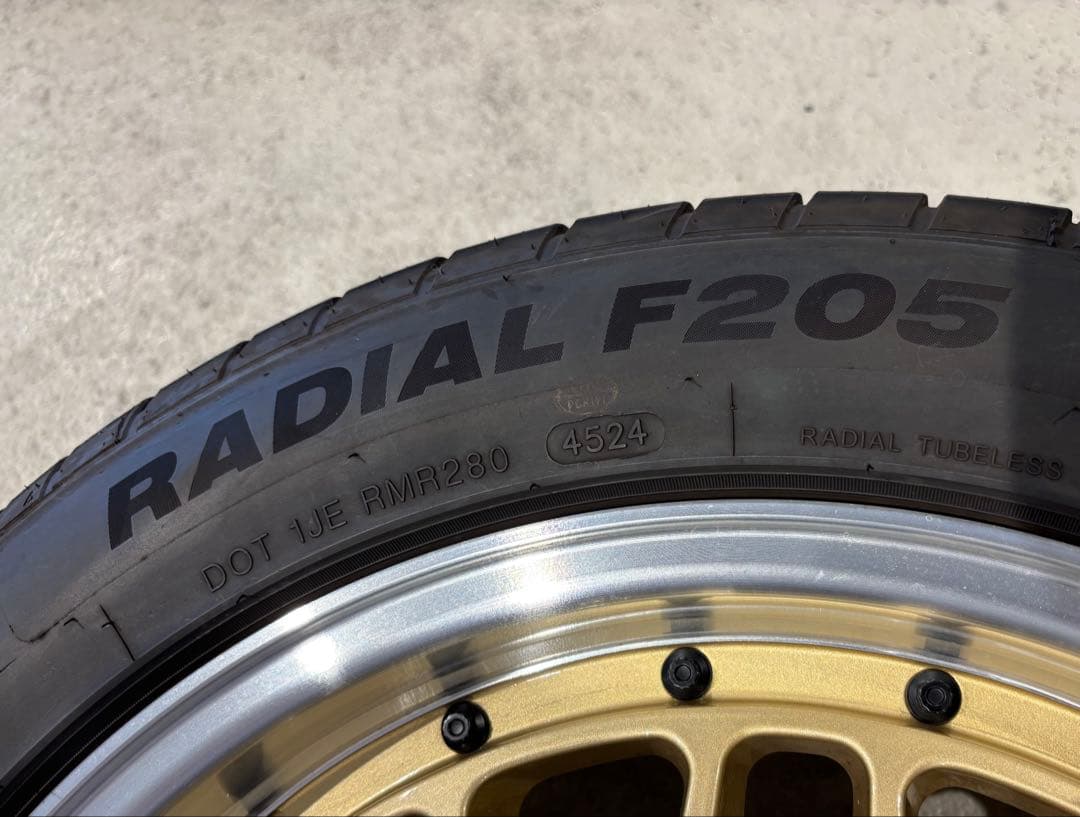 RADIAL F205
DOT 1JE RMR280 4524
RADIAL TUBELESS